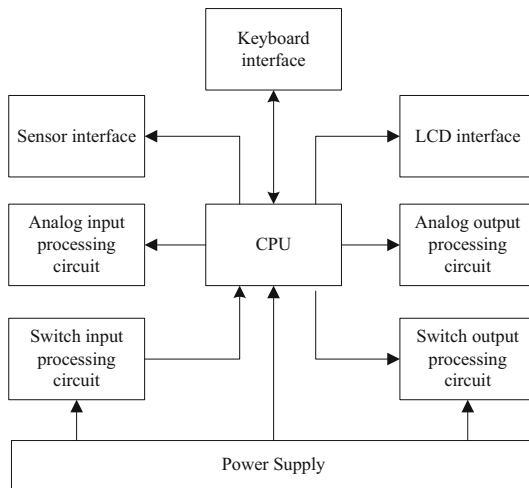 Keyboard
interface
Sensor interface
LCD interface
Analog input
processing
circuit
CPU
Analog output
processing
circuit
Switch input
processing
circuit
Switch output
processing
circuit
Power Supply